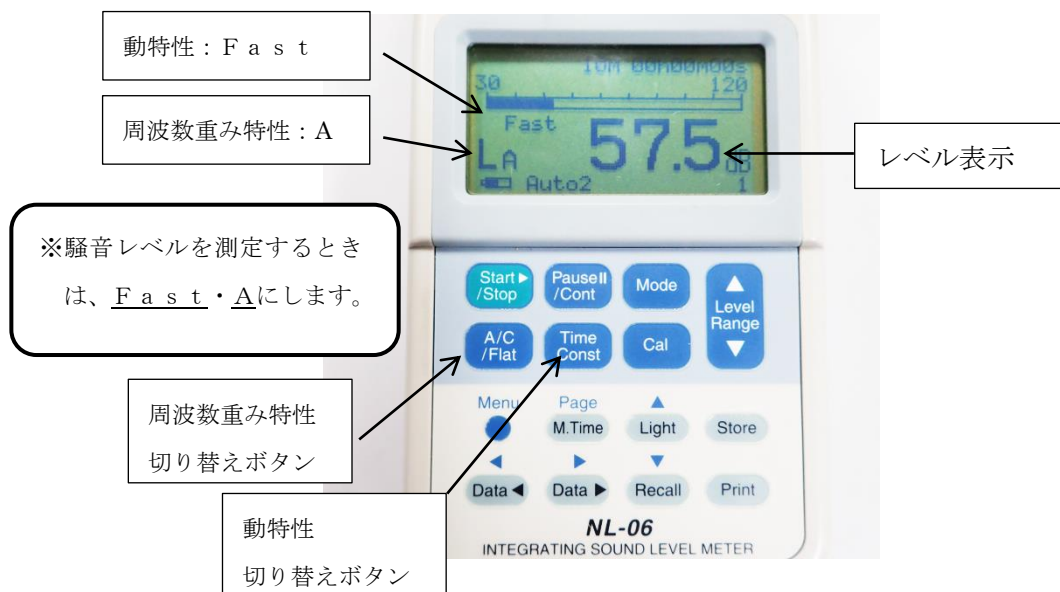 動特性：Ｆａｓｔ
周波数重み特性：A
※騒音レベルを測定するとき
は、Ｆａｓｔ・Aにします。
周波数重み特性
切り替えボタン
動特性
切り替えボタン
レベル表示
10M 00h00m00s
30 120
Fast
LA 57.5 dB
Auto2 1
Start▶ /Stop
PauseⅡ /Cont
Mode
▲ Level Range ▼
A/C /Flat
Time Const
Cal
Menu Page ▲
M.Time Light Store
◀ ▶ ▼
Data◀ Data▶ Recall Print
NL-06
INTEGRATING SOUND LEVEL METER